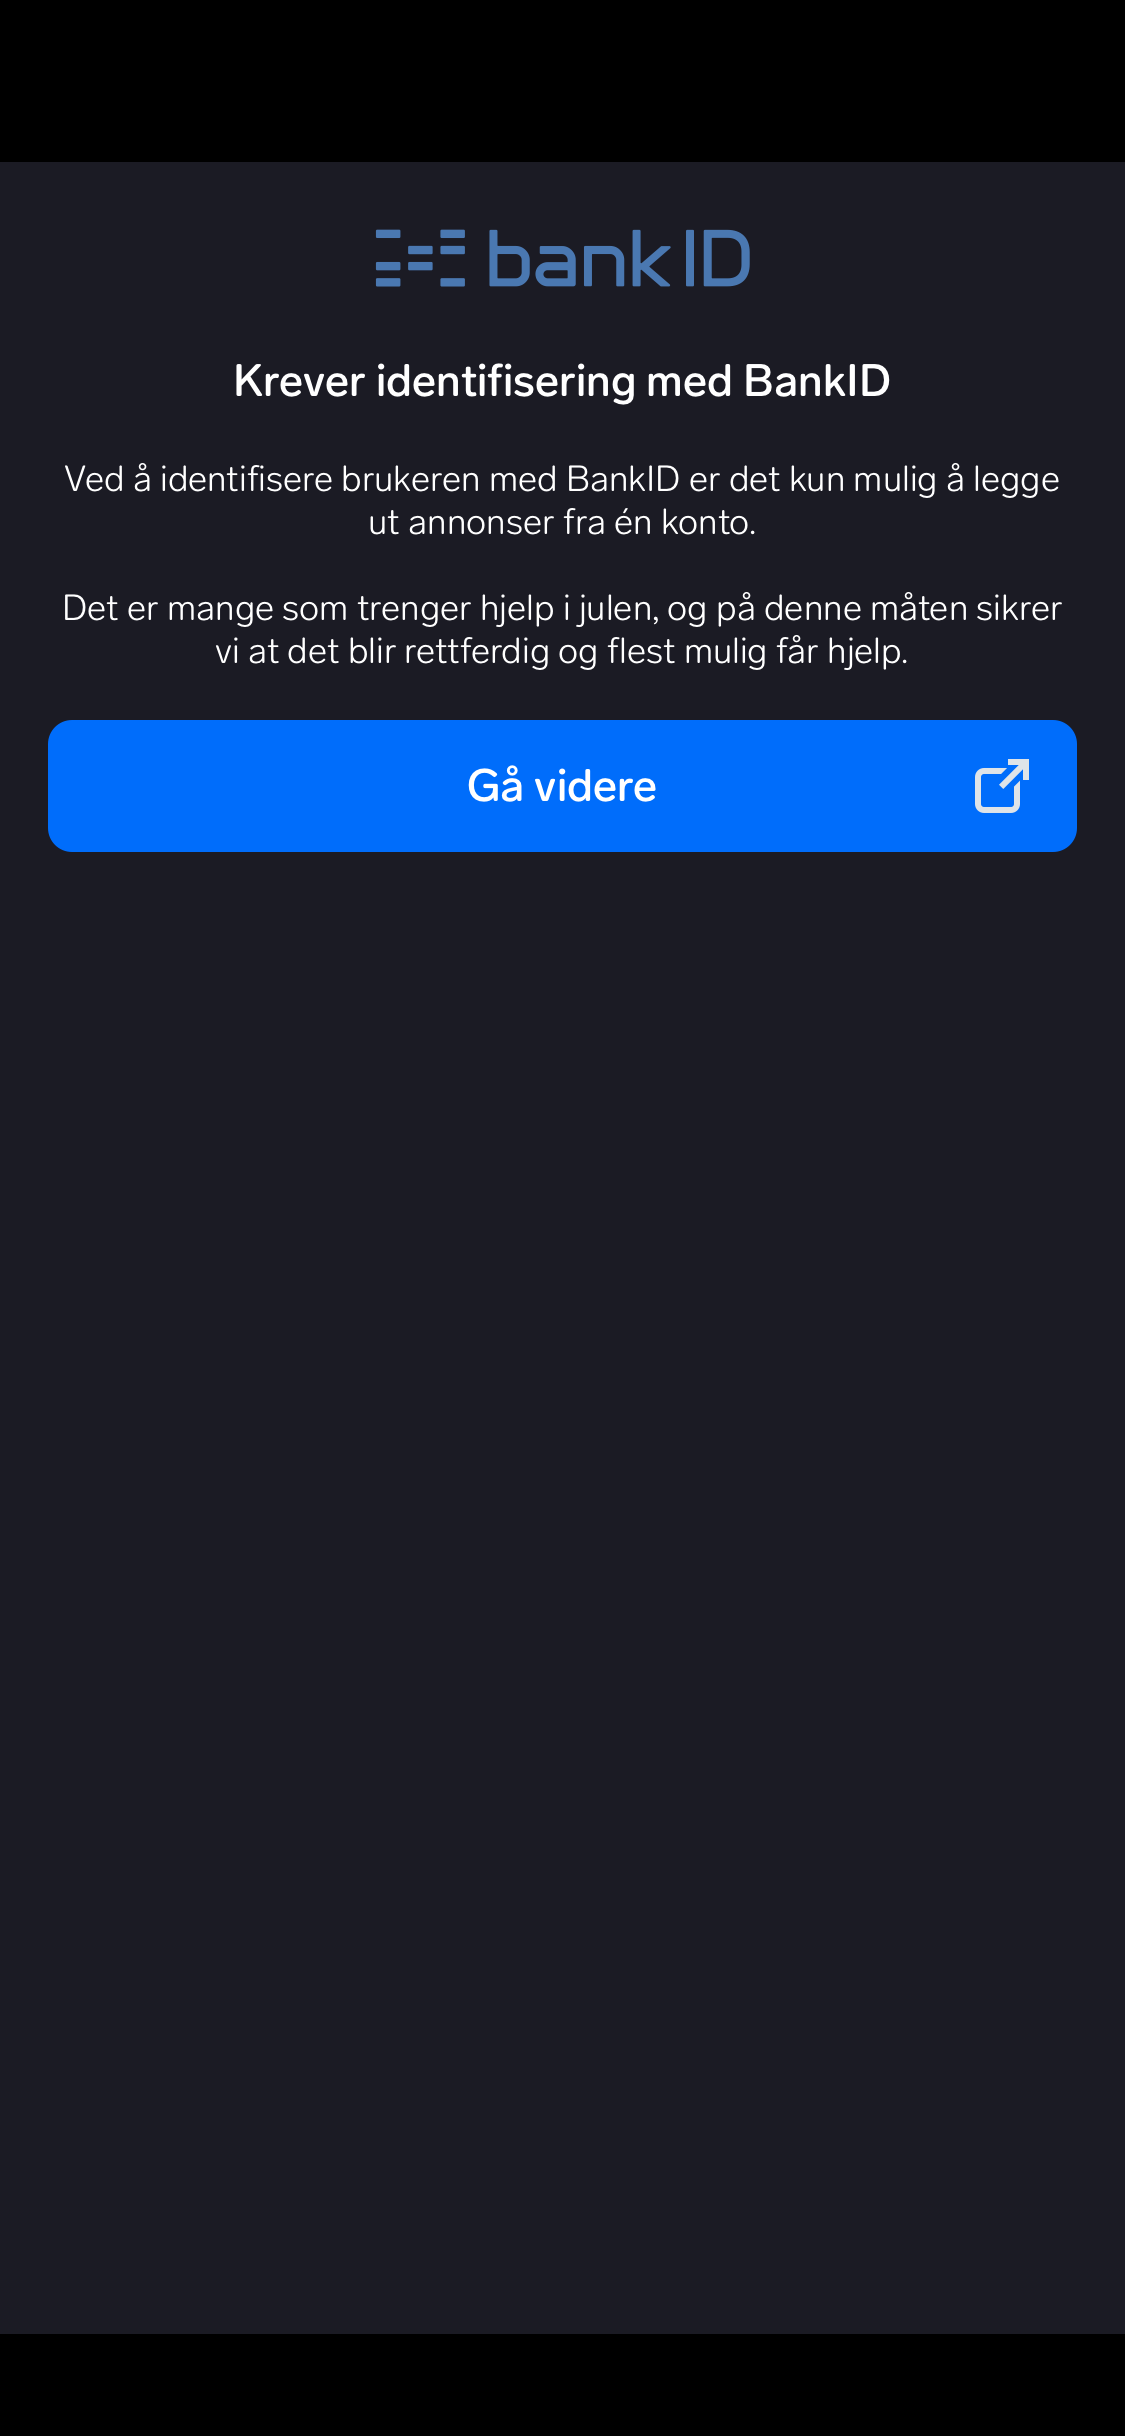 bankID
Krever identifisering med BankID
Ved å identifisere brukeren med BankID er det kun mulig å legge
ut annonser fra én konto.
Det er mange som trenger hjelp i julen, og på denne måten sikrer
vi at det blir rettferdig og flest mulig får hjelp.
Gå videre